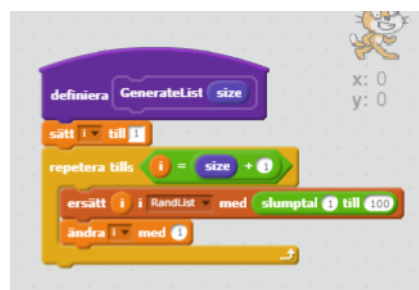 x: 0
y: 0
definiera GenerateList size
sätt i till 1
repetera tills i = size + 1
ersätt i i RandList med slumptal 1 till 100
ändra i med 1